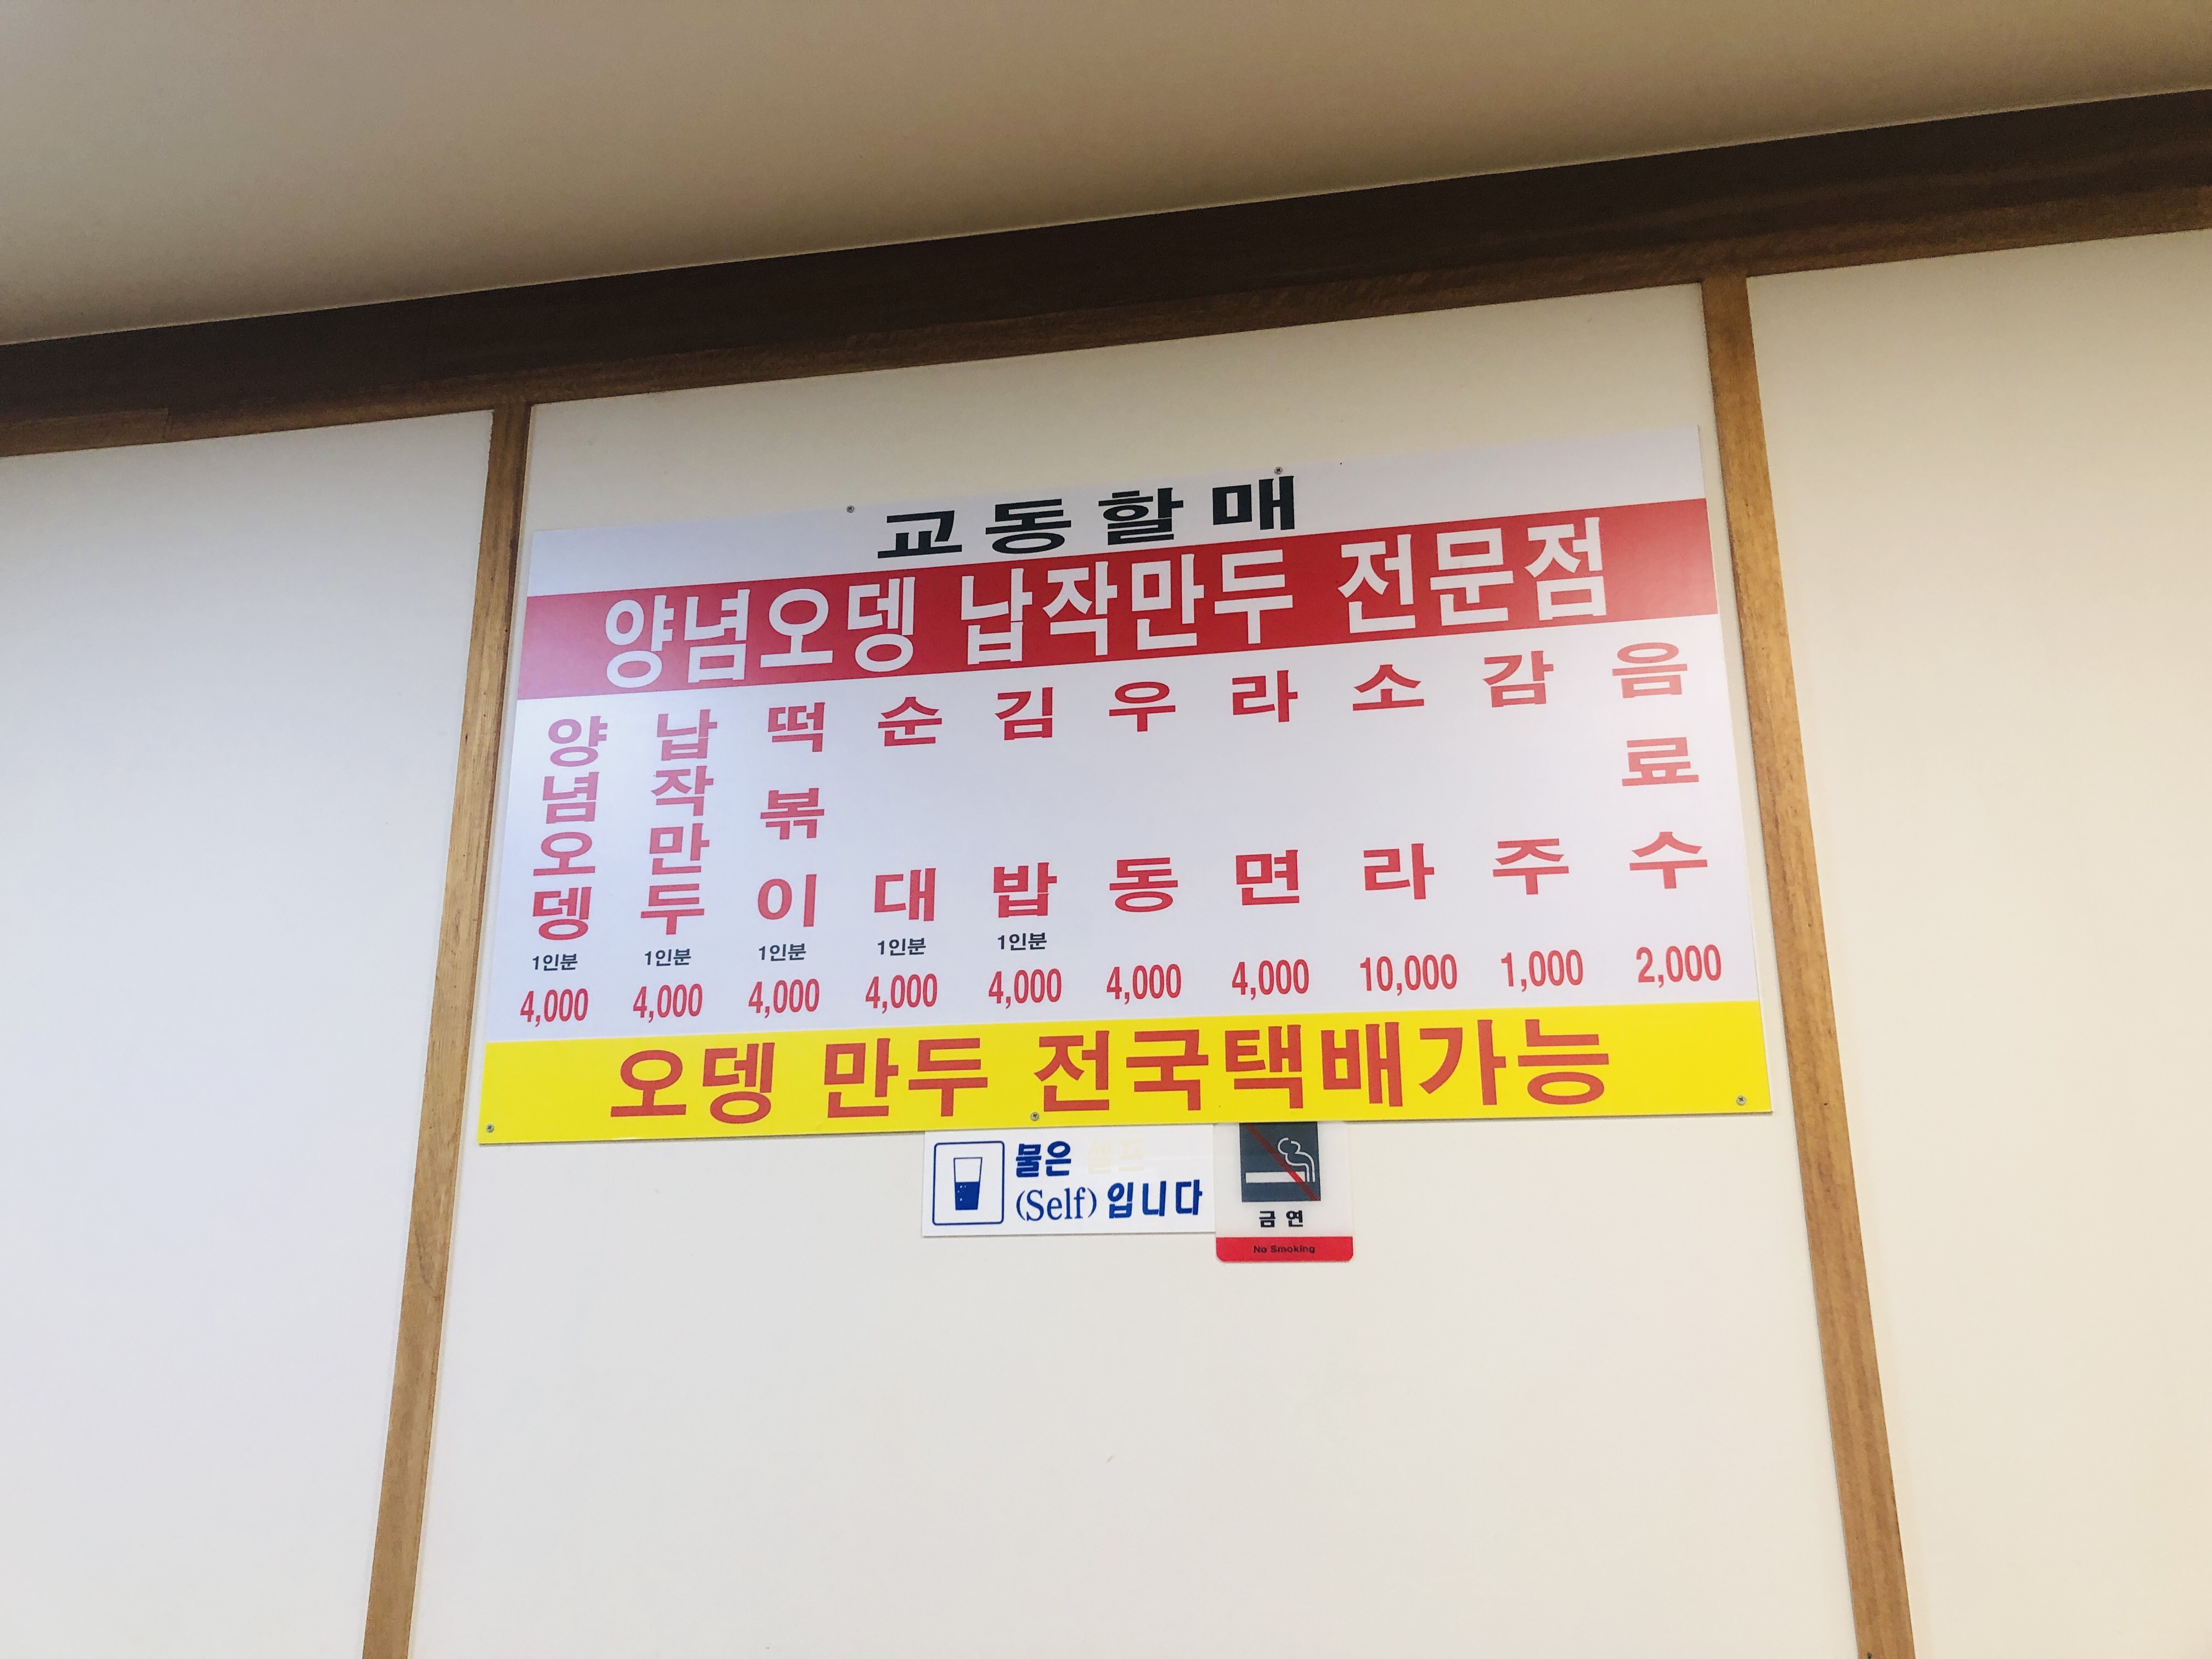 교동할매
양념오뎅 납작만두 전문점
양념오뎅 1인분 4,000
납작만두 1인분 4,000
떡볶이 1인분 4,000
순대 1인분 4,000
김밥 1인분 4,000
우동 4,000
라면 4,000
소라 10,000
감주 1,000
음료수 2,000
오뎅 만두 전국택배가능
물은 셀프
(Self) 입니다
금연
No Smoking